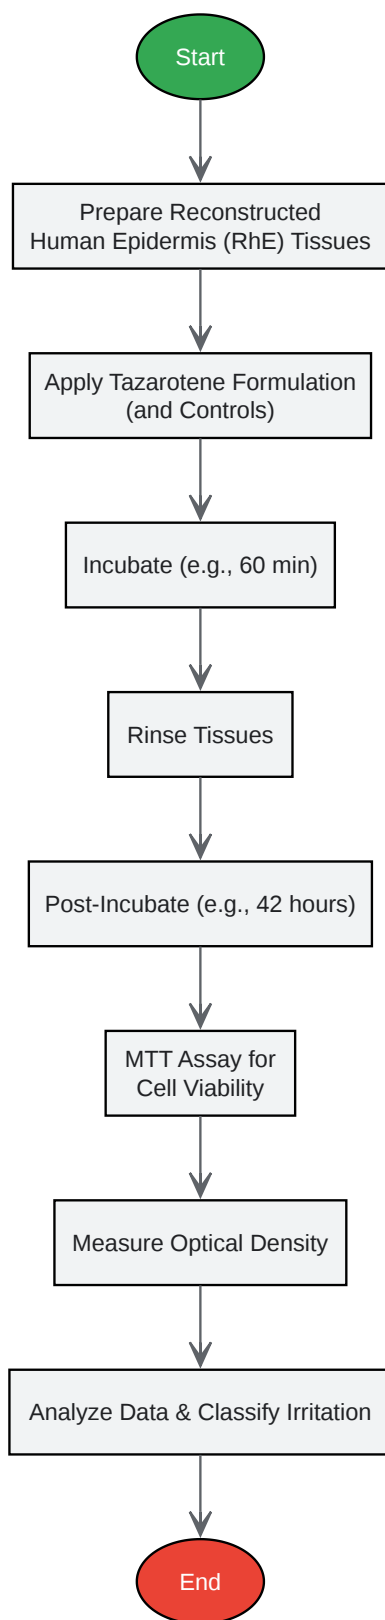 Start
Prepare Reconstructed
Human Epidermis (RhE) Tissues
Apply Tazarotene Formulation
(and Controls)
Incubate (e.g., 60 min)
Rinse Tissues
Post-Incubate (e.g., 42 hours)
MTT Assay for
Cell Viability
Measure Optical Density
Analyze Data & Classify Irritation
End